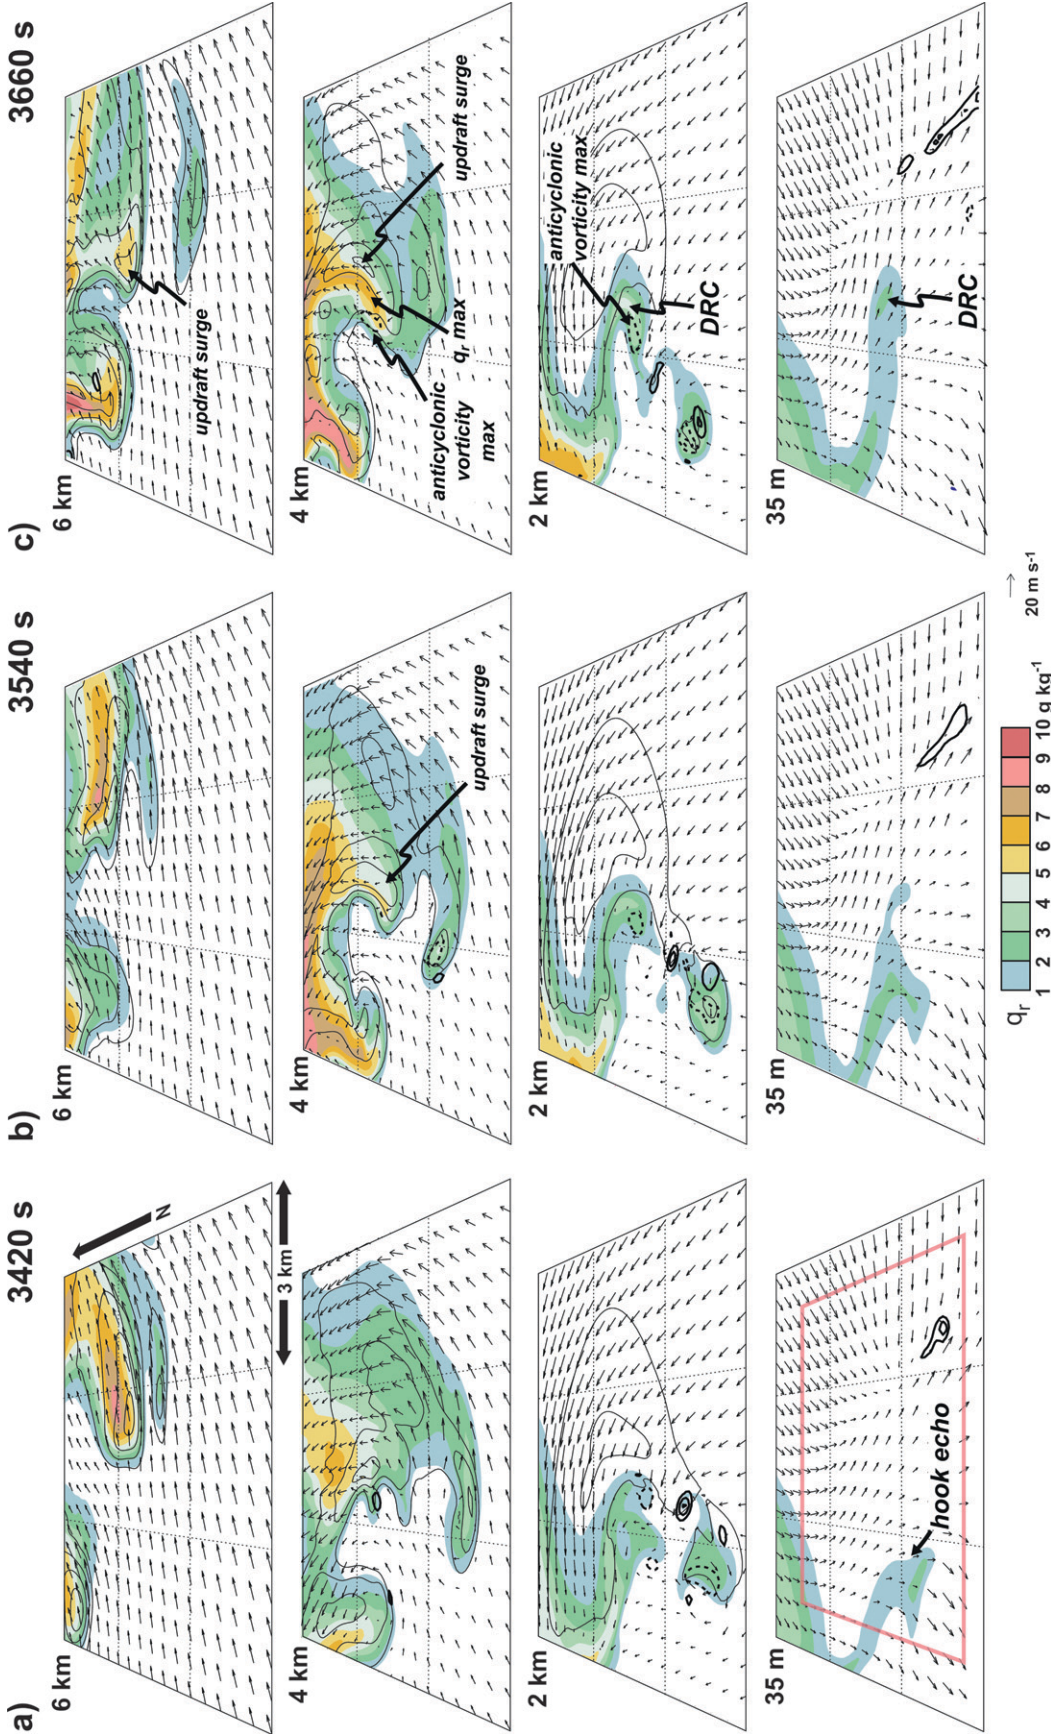 a)
3420 s
6 km
N
3 km
4 km
2 km
35 m
hook echo
b)
3540 s
6 km
4 km
updraft surge
2 km
35 m
c)
3660 s
6 km
updraft surge
4 km
anticyclonic
vorticity
max
qr max
updraft surge
2 km
anticyclonic
vorticity max
DRC
35 m
DRC
qr
1 2 3 4 5 6 7 8 9 10 g kg-1
20 m s-1